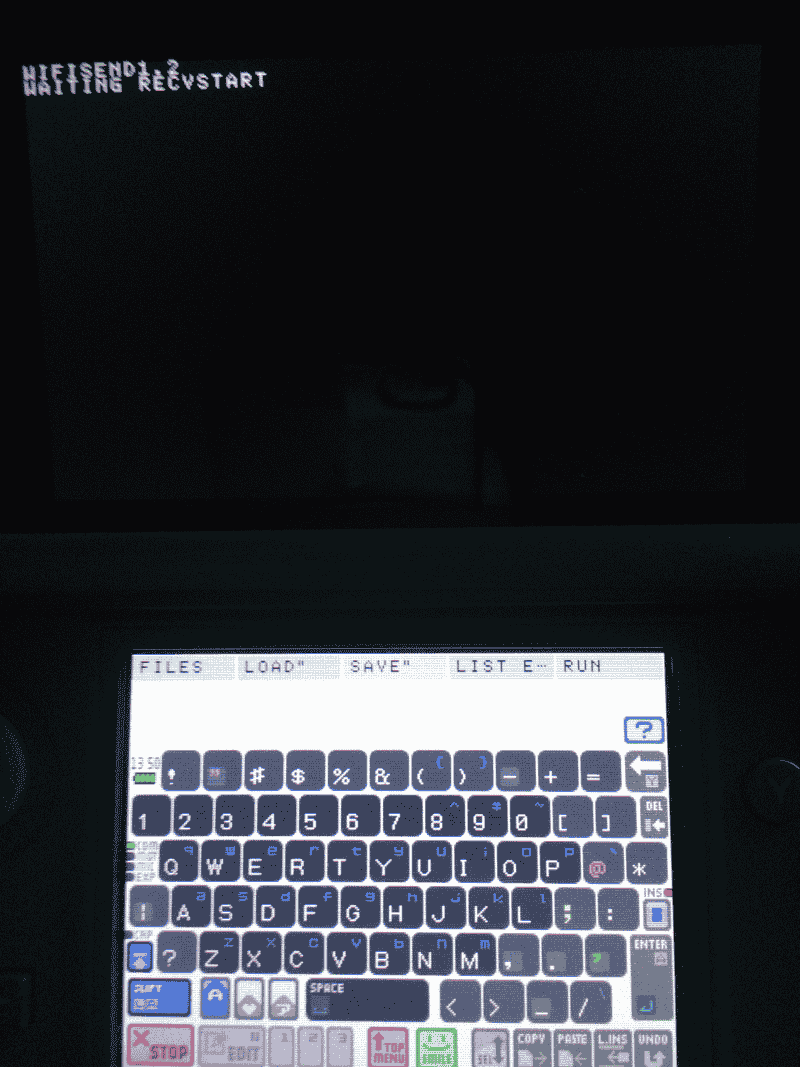 WIFISEND1.2
WAITING RECVSTART
FILES LOAD" SAVE" LIST E… RUN
?
13 50 ! # $ % & ( { ) } - + =
1 2 3 4 5 6 7 8 ^ 9 0 ~ [ ] DEL
Q q W w E e R r T t Y y U u I i O o P p @ ` *
INS
| A a S s D d F f G g H h J j K k L l ; :
? Z z X x C c V v B b N n M m , . ENTER
SHIFT A SPACE < > _ / \
STOP EDIT 0 1 2 3 TOP MENU SMILE COPY PASTE L.INS UNDO